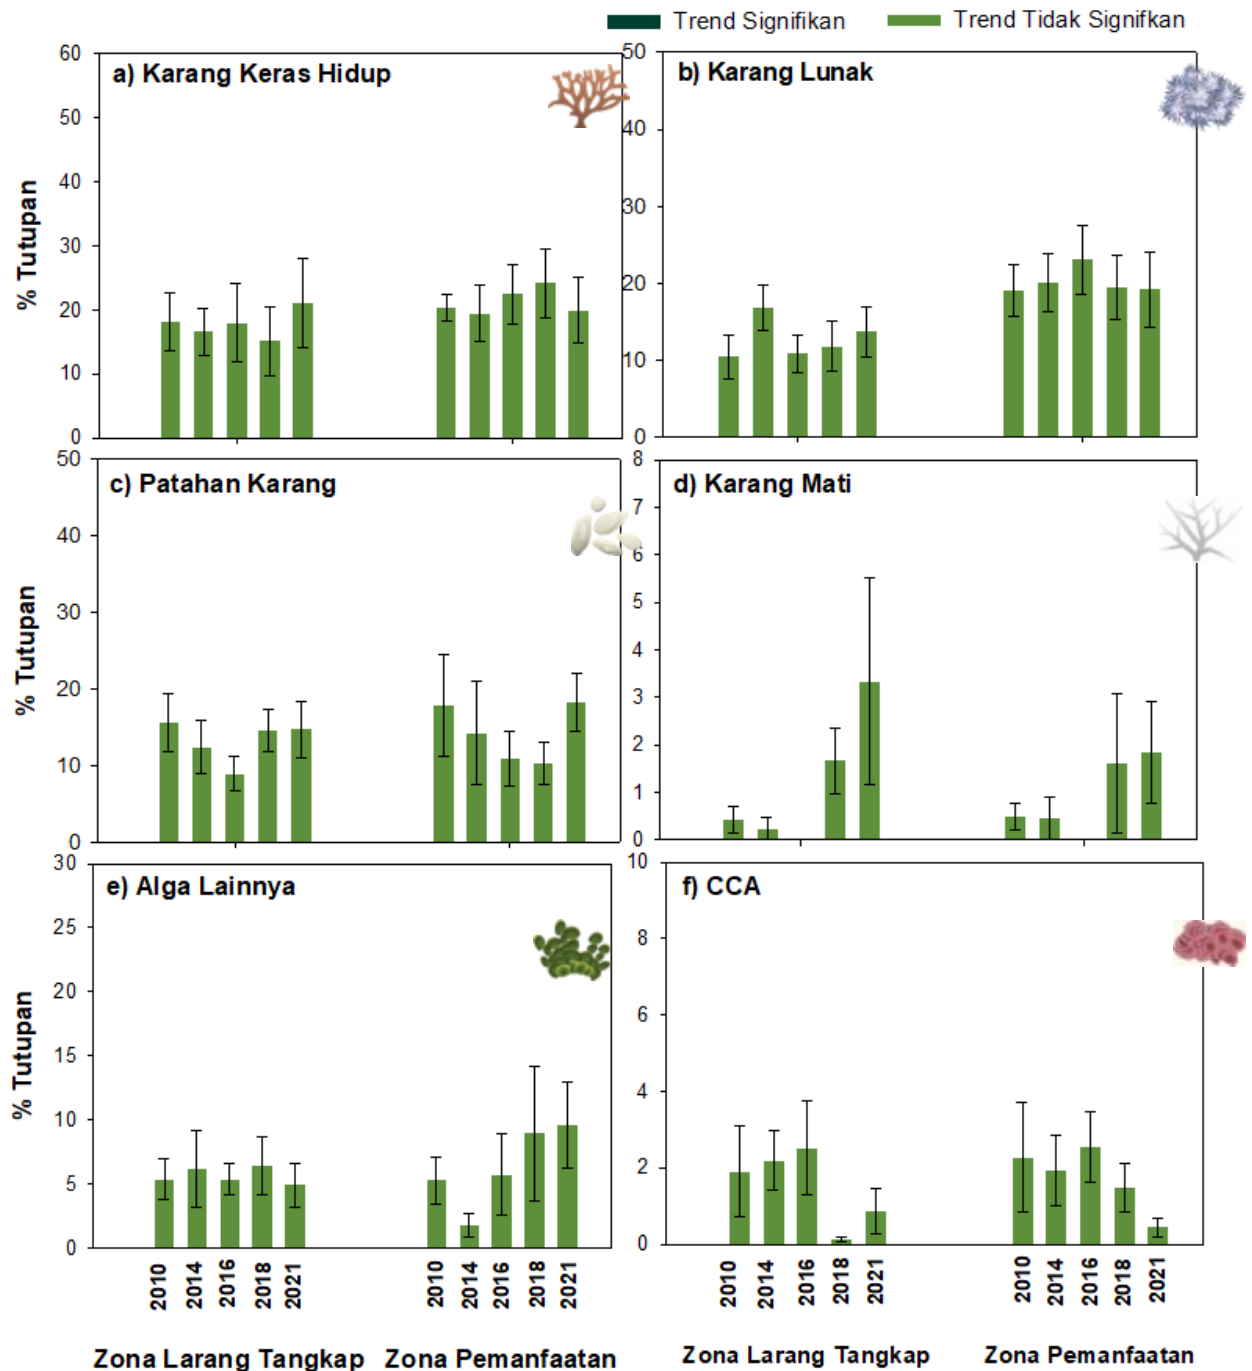 Trend Signifikan Trend Tidak Signifkan
60
50
40
30
20
10
0
% Tutupan
a) Karang Keras Hidup
50
40
30
20
10
0
b) Karang Lunak
50
40
30
20
10
0
% Tutupan
c) Patahan Karang
8
7
6
5
4
3
2
1
0
d) Karang Mati
30
25
20
15
10
5
0
% Tutupan
e) Alga Lainnya
10
8
6
4
2
0
f) CCA
2010 2014 2016 2018 2021 2010 2014 2016 2018 2021
2010 2014 2016 2018 2021 2010 2014 2016 2018 2021
Zona Larang Tangkap Zona Pemanfaatan
Zona Larang Tangkap Zona Pemanfaatan